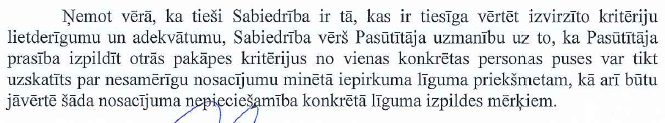 Ņemot vērā, ka tieši Sabiedrība ir tā, kas ir tiesīga vērtēt izvirzīto kritēriju
lietderīgumu un adekvātumu, Sabiedrība vērš Pasūtītāja uzmanību uz to, ka Pasūtītāja
prasība izpildīt otrās pakāpes kritērijus no vienas konkrētas personas puses var tikt
uzskatīts par nesamērīgu nosacījumu minētā iepirkuma līguma priekšmetam, kā arī būtu
jāvērtē šāda nosacījuma nepieciešamība konkrētā līguma izpildes mērķiem.